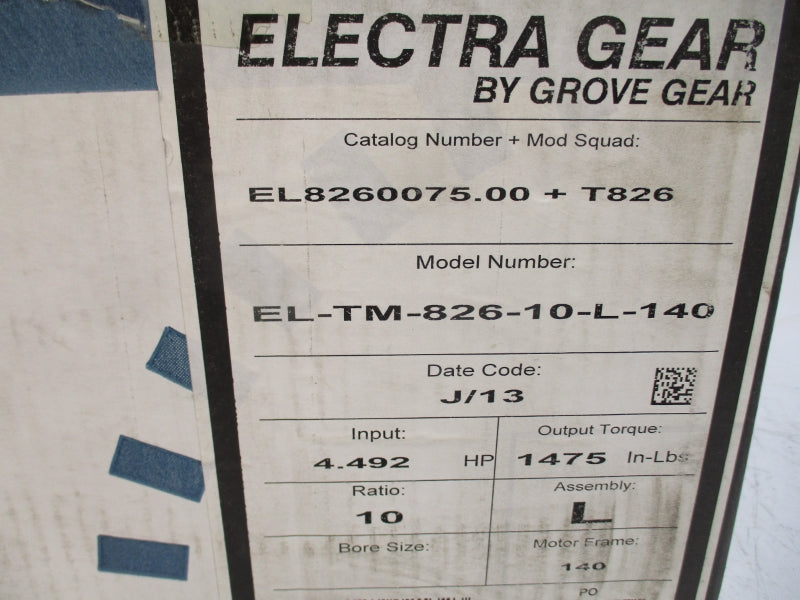 ELECTRA GEAR
BY GROVE GEAR
Catalog Number + Mod Squad:
EL8260075.00 + T826
Model Number:
EL-TM-826-10-L-140
Date Code:
J/13
Input: Output Torque:
4.492 HP 1475 In-Lbs
Ratio: Assembly:
10 L
Bore Size: Motor Frame:
140
PO